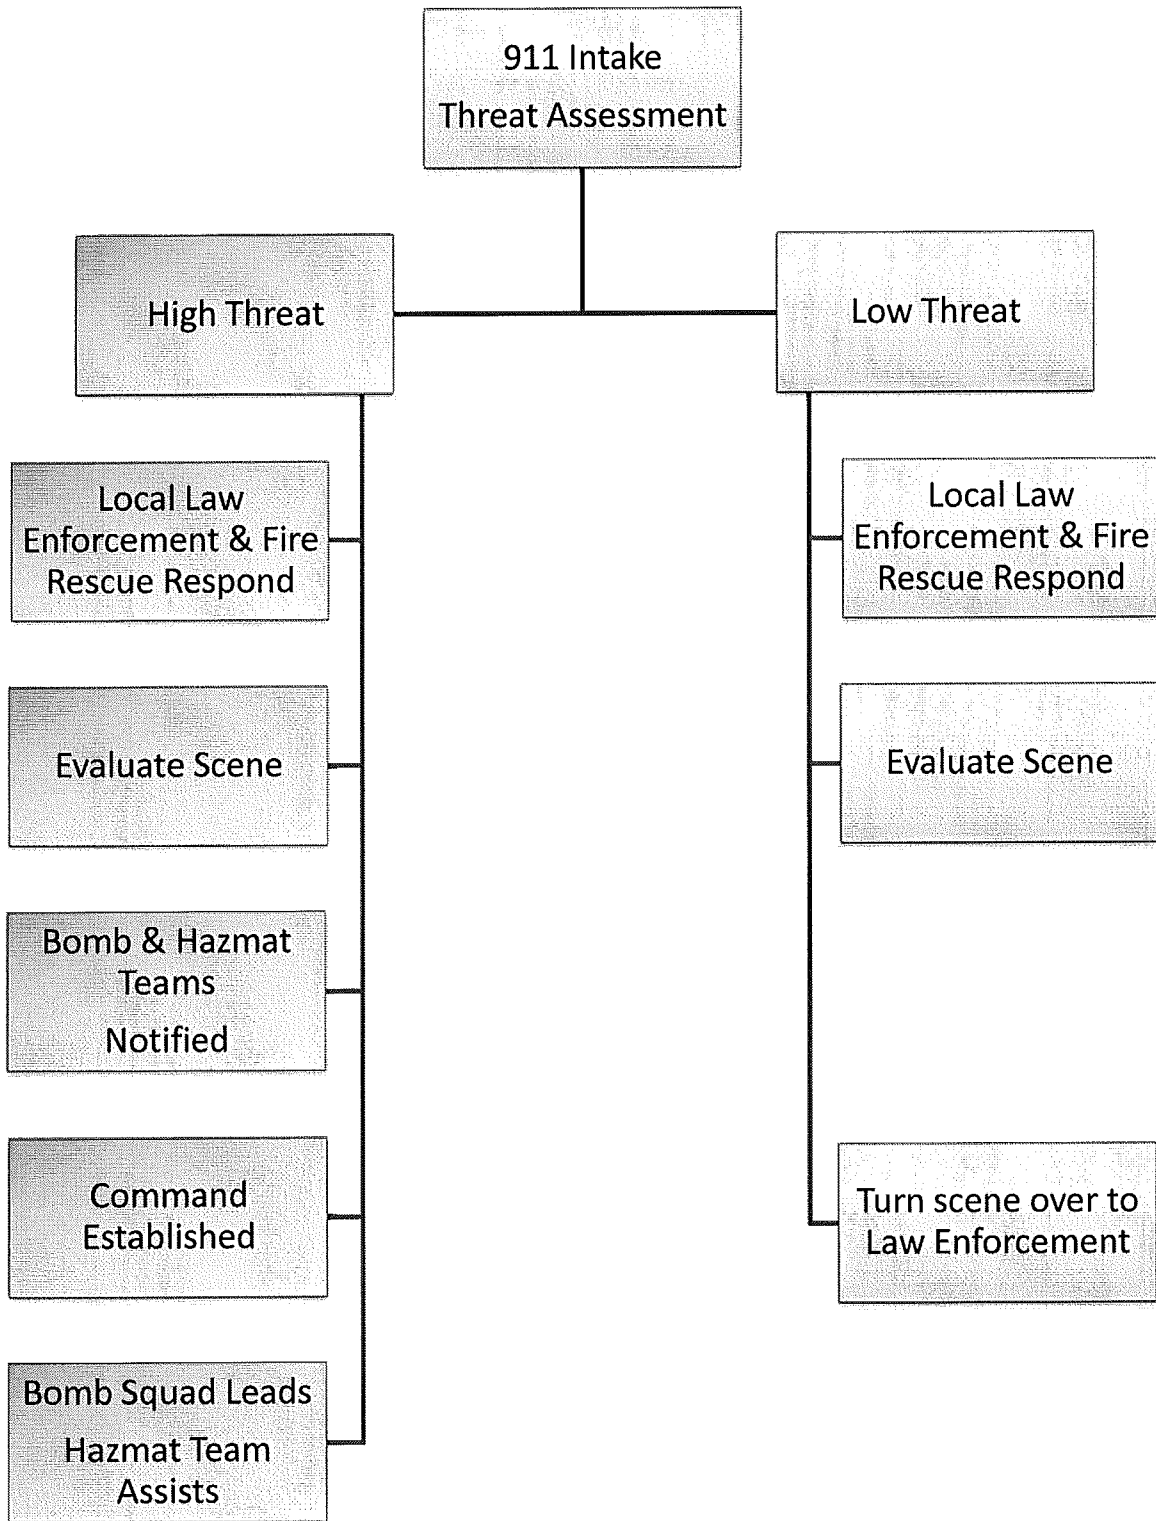 911 Intake
Threat Assessment
High Threat
Low Threat
Local Law
Enforcement & Fire
Rescue Respond
Evaluate Scene
Bomb & Hazmat
Teams
Notified
Command
Established
Bomb Squad Leads
Hazmat Team
Assists
Local Law
Enforcement & Fire
Rescue Respond
Evaluate Scene
Turn scene over to
Law Enforcement